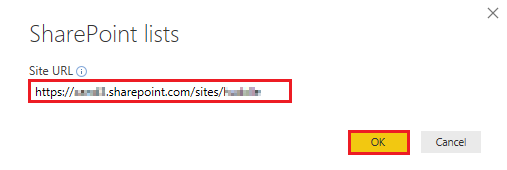 SharePoint lists
Site URL
https:// .sharepoint.com/sites/
OK
Cancel